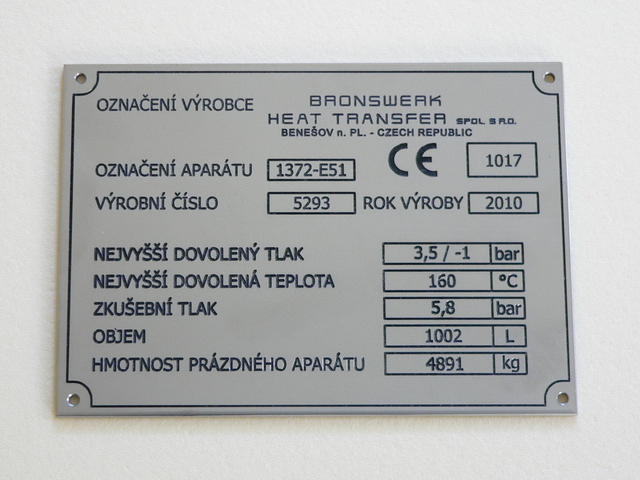 OZNAČENÍ VÝROBCE BRONSWERK
HEAT TRANSFER SPOL. S R.O.
BENEŠOV n. PL. - CZECH REPUBLIC
OZNAČENÍ APARÁTU 1372-E51 CE 1017
VÝROBNÍ ČÍSLO 5293 ROK VÝROBY 2010
NEJVYŠŠÍ DOVOLENÝ TLAK 3,5 / -1 bar
NEJVYŠŠÍ DOVOLENÁ TEPLOTA 160 °C
ZKUŠEBNÍ TLAK 5,8 bar
OBJEM 1002 L
HMOTNOST PRÁZDNÉHO APARÁTU 4891 kg